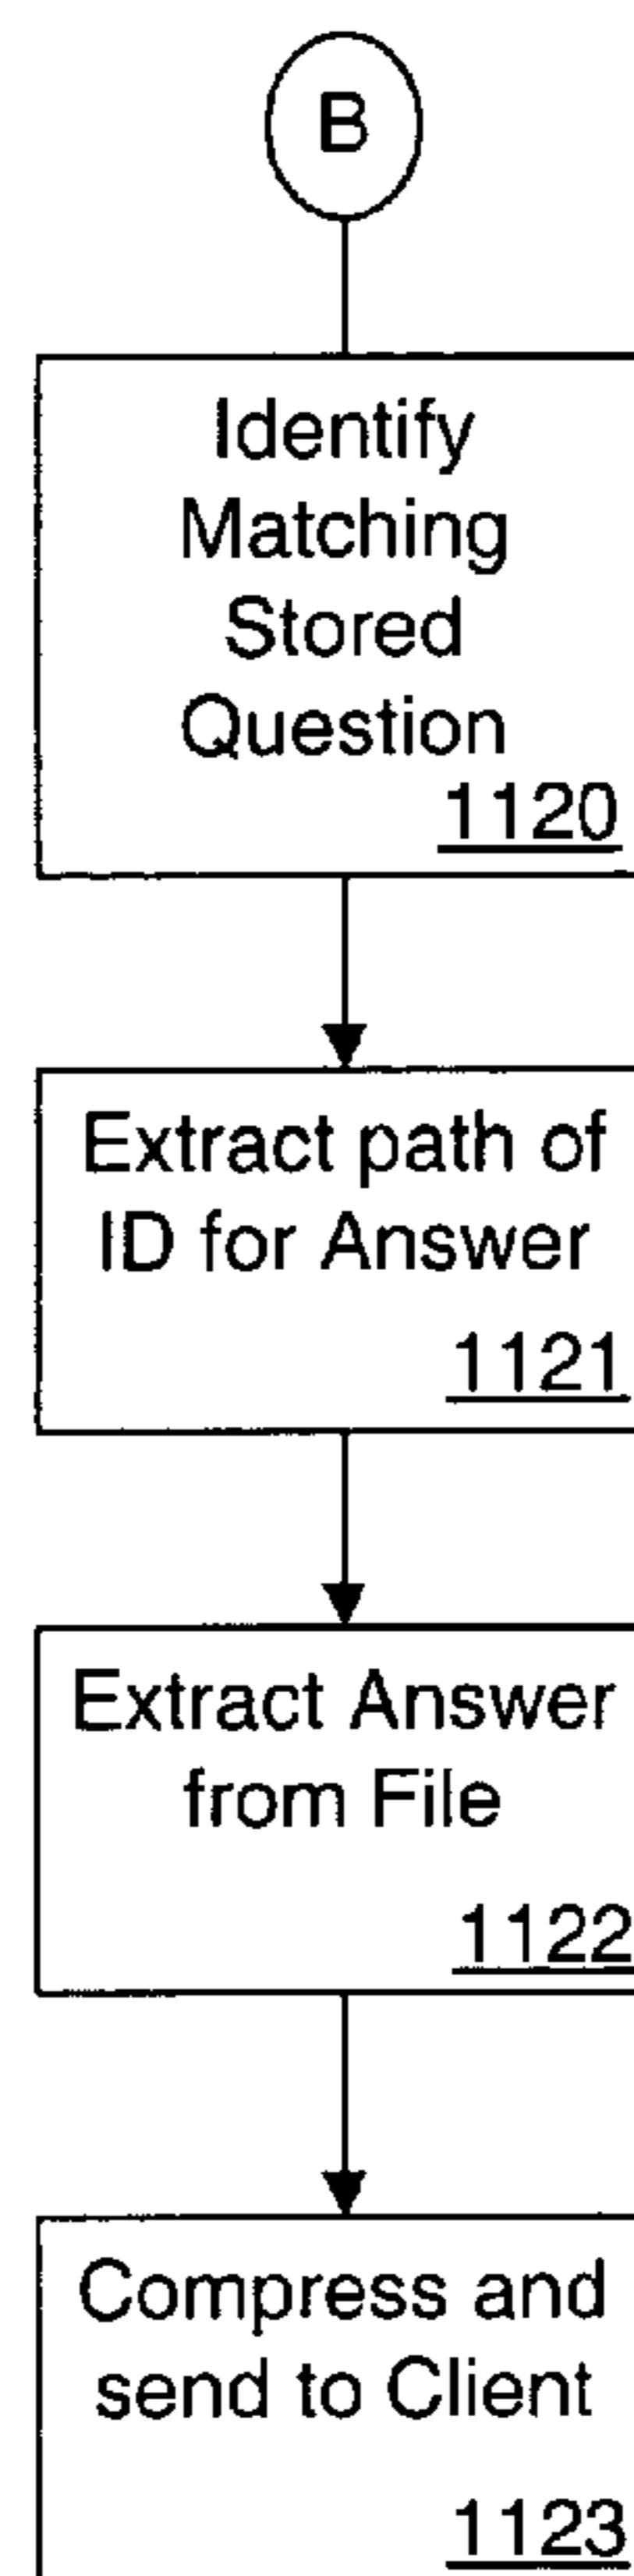 B
Identify
Matching
Stored
Question
1120
Extract path of
ID for Answer
1121
Extract Answer
from File
1122
Compress and
send to Client
1123